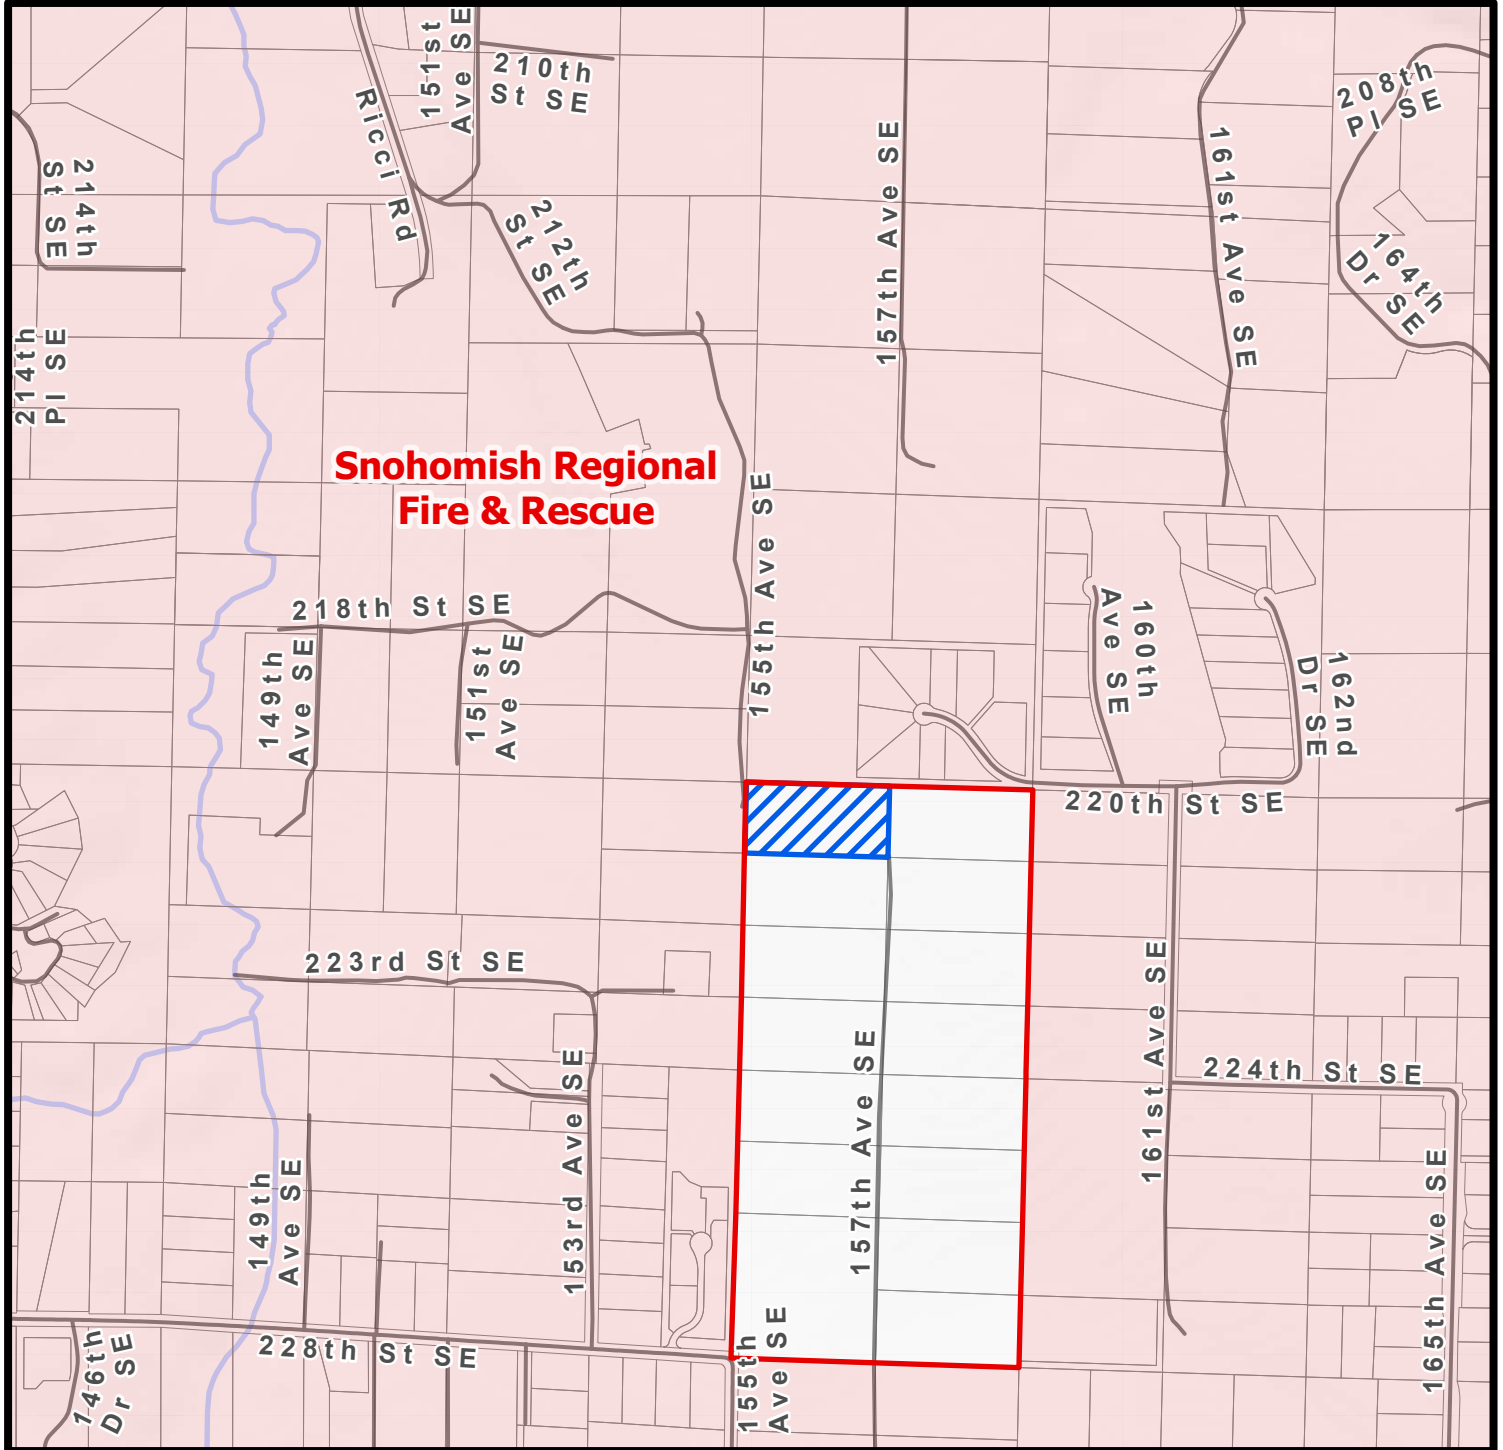 151st
Ave SE
210th
St SE
208th
Pl SE
Ricci Rd
157th Ave SE
161st Ave SE
214th
St SE
212th
St SE
164th
Dr SE
214th
Pl SE
Snohomish Regional
Fire & Rescue
155th Ave SE
218th St SE
160th
Ave SE
149th
Ave SE
151st
Ave SE
162nd
Dr SE
220th St SE
223rd St SE
161st Ave SE
157th Ave SE
153rd Ave SE
224th St SE
149th
Ave SE
165th Ave SE
155th
Ave SE
228th St SE
146th
Dr SE